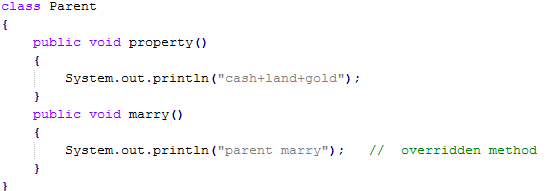 class Parent
{
    public void property()
    {
        System.out.println("cash+land+gold");
    }
    public void marry()
    {
        System.out.println("parent marry");   //  overridden method
    }
}